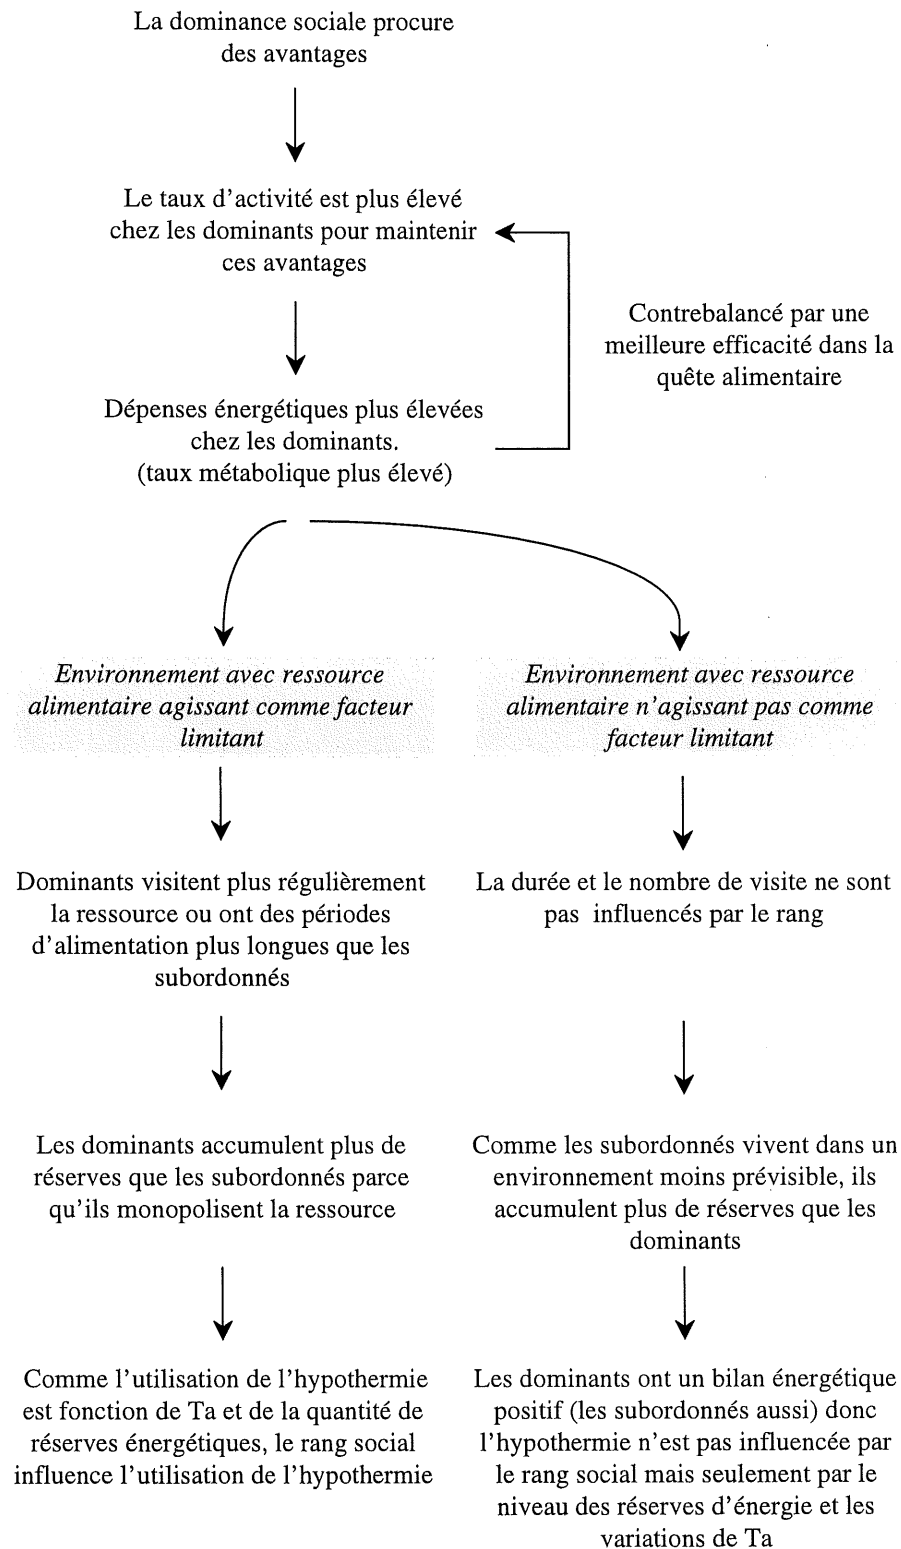 La dominance sociale procure
des avantages
Le taux d'activité est plus élevé
chez les dominants pour maintenir
ces avantages
Contrebalancé par une
meilleure efficacité dans la
quête alimentaire
Dépenses énergétiques plus élevées
chez les dominants.
(taux métabolique plus élevé)
Environnement avec ressource
alimentaire agissant comme facteur
limitant
Environnement avec ressource
alimentaire n'agissant pas comme
facteur limitant
Dominants visitent plus régulièrement
la ressource ou ont des périodes
d'alimentation plus longues que les
subordonnés
La durée et le nombre de visite ne sont
pas influencés par le rang
Les dominants accumulent plus de
réserves que les subordonnés parce
qu'ils monopolisent la ressource
Comme les subordonnés vivent dans un
environnement moins prévisible, ils
accumulent plus de réserves que les
dominants
Comme l'utilisation de l'hypothermie
est fonction de Ta et de la quantité de
réserves énergétiques, le rang social
influence l'utilisation de l'hypothermie
Les dominants ont un bilan énergétique
positif (les subordonnés aussi) donc
l'hypothermie n'est pas influencée par
le rang social mais seulement par le
niveau des réserves d'énergie et les
variations de Ta